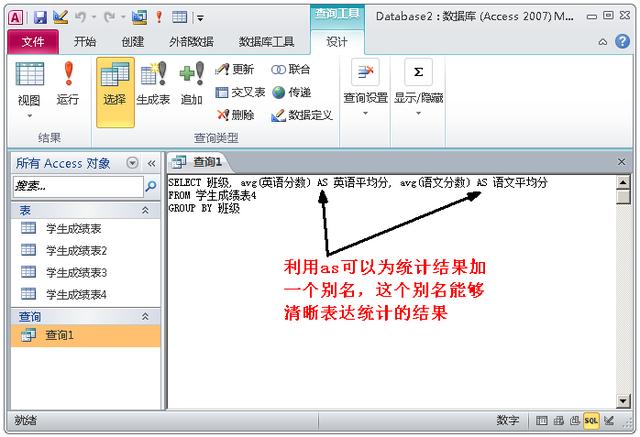 查询工具
Database2 : 数据库 (Access 2007) M...
文件 开始 创建 外部数据 数据库工具 设计
视图 运行 选择 生成表 追加 更新 交叉表 删除 联合 传递 数据定义 查询设置 显示/隐藏
结果 查询类型
所有 Access 对象
搜索...
表
学生成绩表
学生成绩表2
学生成绩表3
学生成绩表4
查询
查询1
查询1
SELECT 班级, avg(英语分数) AS 英语平均分, avg(语文分数) AS 语文平均分
FROM 学生成绩表4
GROUP BY 班级
利用as可以为统计结果加
一个别名，这个别名能够
清晰表达统计的结果
就绪 数字 SQL